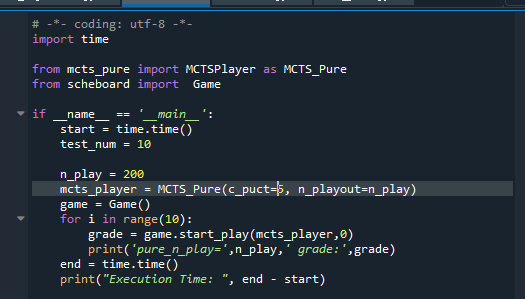 # -*- coding: utf-8 -*-
import time

from mcts_pure import MCTSPlayer as MCTS_Pure
from scheboard import  Game

if __name__ == '__main__':
    start = time.time()
    test_num = 10

    n_play = 200
    mcts_player = MCTS_Pure(c_puct=5, n_playout=n_play)
    game = Game()
    for i in range(10):
        grade = game.start_play(mcts_player,0)
        print('pure_n_play=',n_play,' grade:',grade)
    end = time.time()
    print("Execution Time: ", end - start)